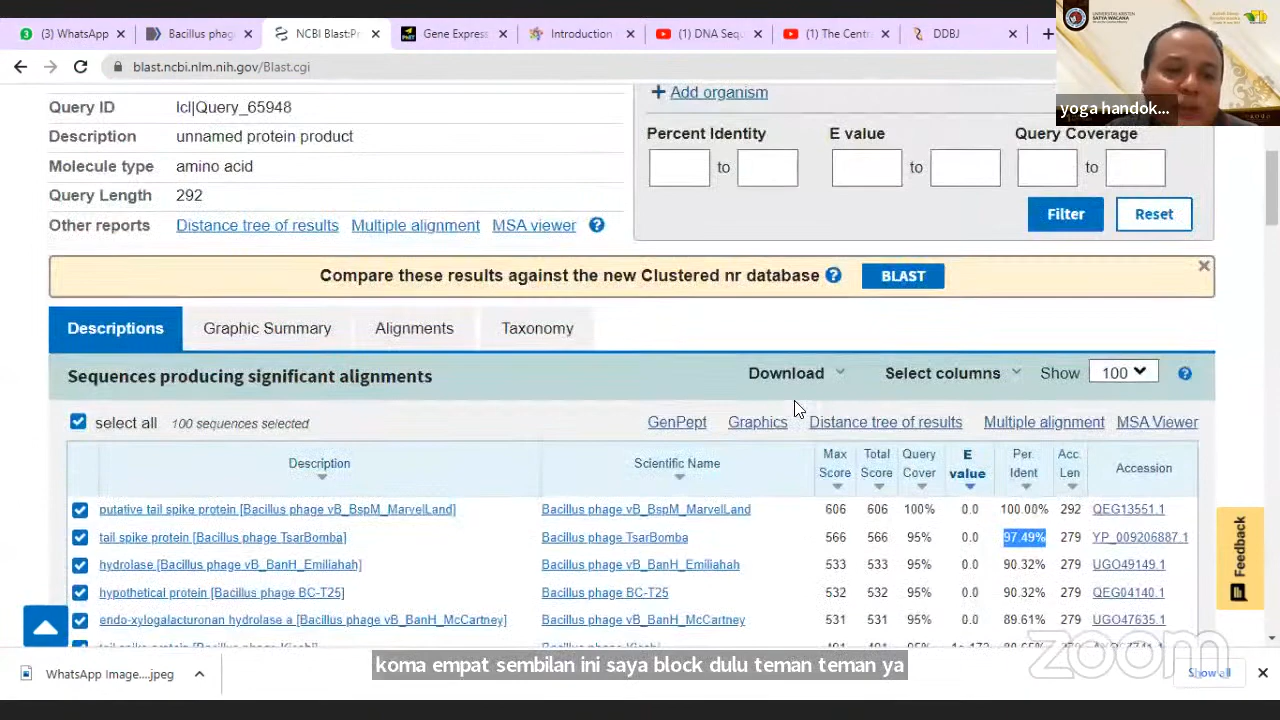 (3) WhatsApp
Bacillus phag
NCBI BlastPr
Gene Express
Introduction
(1) DNA Sequ
(1) The Centr
DDBJ
UNIVERSITAS KRISTEN
SATYA WACANA
blast.ncbi.nlm.nih.gov/Blast.cgi
yoga handok...
Query ID lcl|Query_65948
Description unnamed protein product
Molecule type amino acid
Query Length 292
Other reports Distance tree of results Multiple alignment MSA viewer ?
+ Add organism
Percent Identity E value Query Coverage
to to to
Filter Reset
Compare these results against the new Clustered nr database ? BLAST
Descriptions Graphic Summary Alignments Taxonomy
Sequences producing significant alignments Download Select columns Show 100 ?
select all 100 sequences selected GenPept Graphics Distance tree of results Multiple alignment MSA Viewer
Description Scientific Name Max Score Total Score Query Cover E value Per. Ident Acc. Len Accession
putative tail spike protein [Bacillus phage vB_BspM_MarvelLand] Bacillus phage vB_BspM_MarvelLand 606 606 100% 0.0 100.00% 292 QEG13551.1
tail spike protein [Bacillus phage TsarBomba] Bacillus phage TsarBomba 566 566 95% 0.0 97.49% 279 YP_009206887.1
hydrolase [Bacillus phage vB_BanH_Emiliahah] Bacillus phage vB_BanH_Emiliahah 533 533 95% 0.0 90.32% 279 UGO49149.1
hypothetical protein [Bacillus phage BC-T25] Bacillus phage BC-T25 532 532 95% 0.0 90.32% 279 QEG04140.1
endo-xylogalacturonan hydrolase a [Bacillus phage vB_BanH_McCartney] Bacillus phage vB_BanH_McCartney 531 531 95% 0.0 89.61% 279 UGO47635.1
Feedback
zoom
koma empat sembilan ini saya block dulu teman teman ya
WhatsApp Image....jpeg
Show all